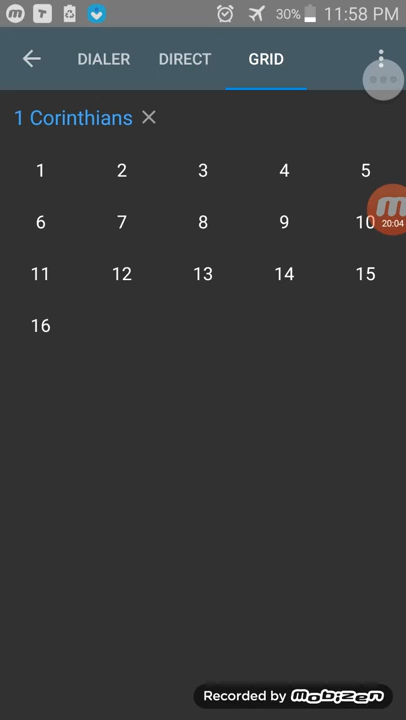 30% 11:58 PM
DIALER DIRECT GRID
1 Corinthians
1 2 3 4 5
6 7 8 9 10
20:04
11 12 13 14 15
16
Recorded by mobizen